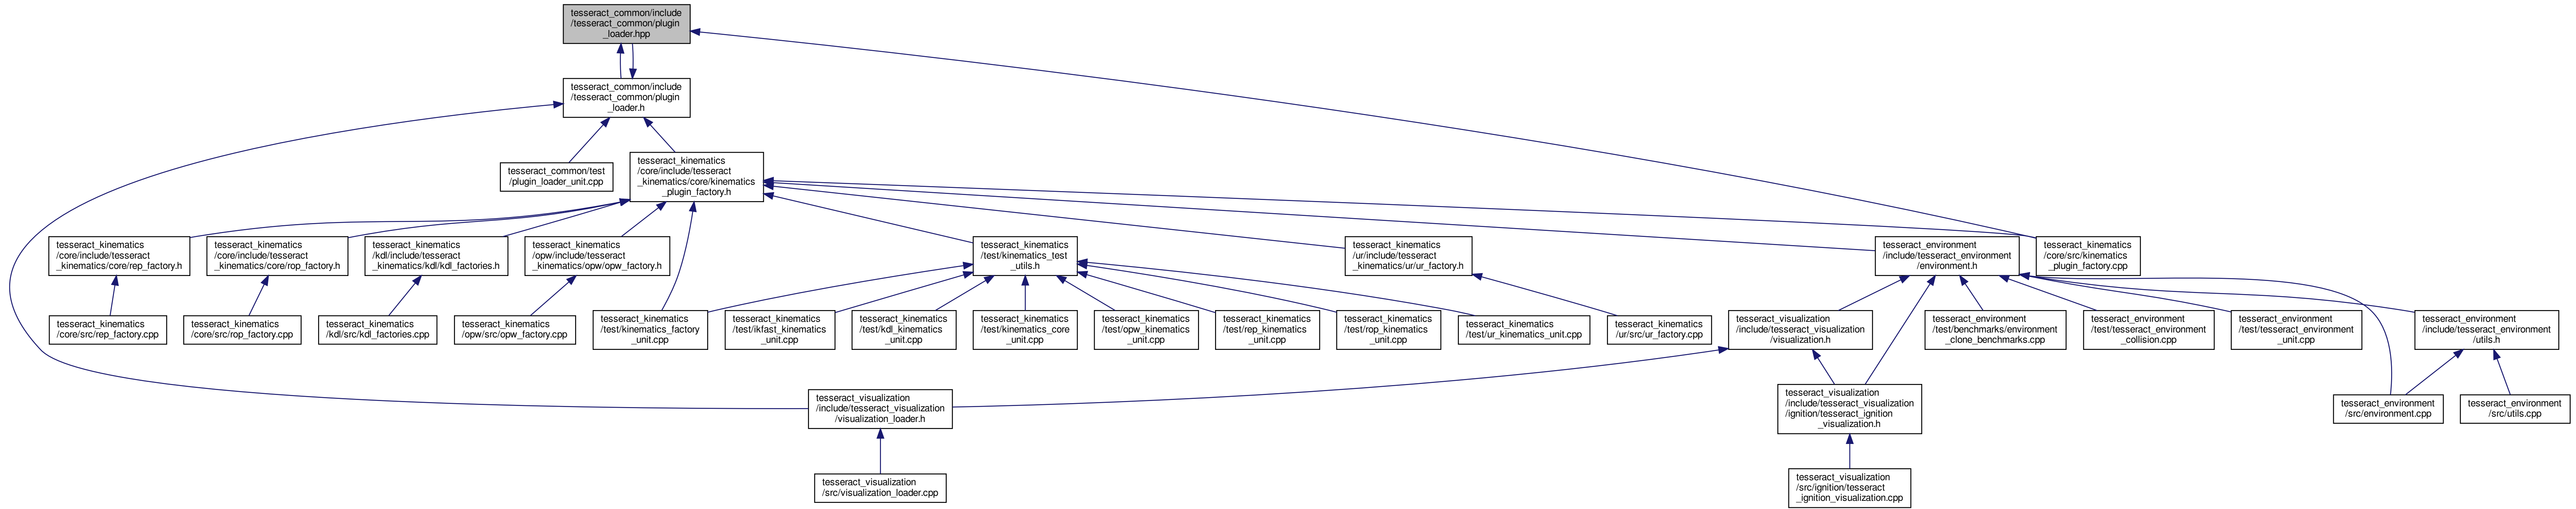 tesseract_common/include
/tesseract_common/plugin
_loader.hpp
tesseract_common/include
/tesseract_common/plugin
_loader.h
tesseract_common/test
/plugin_loader_unit.cpp
tesseract_kinematics
/core/include/tesseract
_kinematics/core/kinematics
_plugin_factory.h
tesseract_kinematics
/core/include/tesseract
_kinematics/core/rep_factory.h
tesseract_kinematics
/core/include/tesseract
_kinematics/core/rop_factory.h
tesseract_kinematics
/kdl/include/tesseract
_kinematics/kdl/kdl_factories.h
tesseract_kinematics
/opw/include/tesseract
_kinematics/opw/opw_factory.h
tesseract_kinematics
/test/kinematics_test
_utils.h
tesseract_kinematics
/ur/include/tesseract
_kinematics/ur/ur_factory.h
tesseract_environment
/include/tesseract_environment
/environment.h
tesseract_kinematics
/core/src/kinematics
_plugin_factory.cpp
tesseract_kinematics
/core/src/rep_factory.cpp
tesseract_kinematics
/core/src/rop_factory.cpp
tesseract_kinematics
/kdl/src/kdl_factories.cpp
tesseract_kinematics
/opw/src/opw_factory.cpp
tesseract_kinematics
/test/kinematics_factory
_unit.cpp
tesseract_kinematics
/test/ikfast_kinematics
_unit.cpp
tesseract_kinematics
/test/kdl_kinematics
_unit.cpp
tesseract_kinematics
/test/kinematics_core
_unit.cpp
tesseract_kinematics
/test/opw_kinematics
_unit.cpp
tesseract_kinematics
/test/rep_kinematics
_unit.cpp
tesseract_kinematics
/test/rop_kinematics
_unit.cpp
tesseract_kinematics
/test/ur_kinematics_unit.cpp
tesseract_kinematics
/ur/src/ur_factory.cpp
tesseract_visualization
/include/tesseract_visualization
/visualization.h
tesseract_environment
/test/benchmarks/environment
_clone_benchmarks.cpp
tesseract_environment
/test/tesseract_environment
_collision.cpp
tesseract_environment
/test/tesseract_environment
_unit.cpp
tesseract_environment
/include/tesseract_environment
/utils.h
tesseract_visualization
/include/tesseract_visualization
/visualization_loader.h
tesseract_visualization
/include/tesseract_visualization
/ignition/tesseract_ignition
_visualization.h
tesseract_environment
/src/environment.cpp
tesseract_environment
/src/utils.cpp
tesseract_visualization
/src/visualization_loader.cpp
tesseract_visualization
/src/ignition/tesseract
_ignition_visualization.cpp